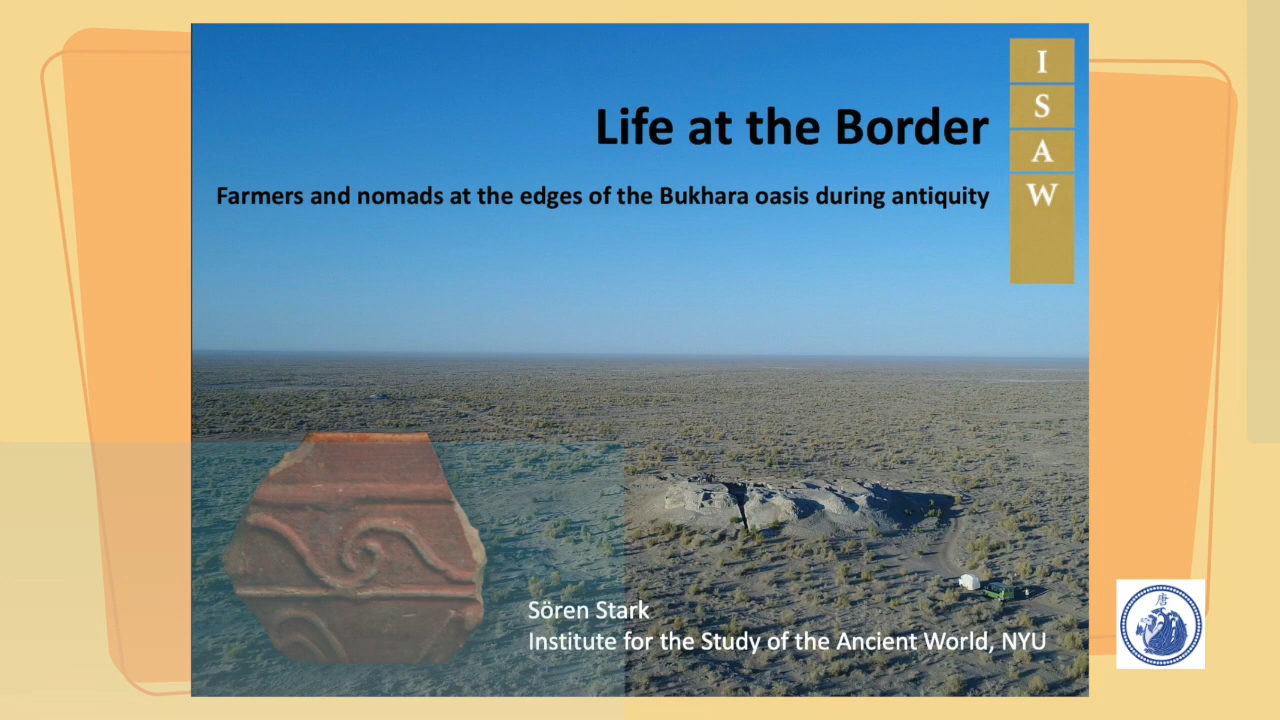 Life at the Border
Farmers and nomads at the edges of the Bukhara oasis during antiquity
I
S
A
W
Sören Stark
Institute for the Study of the Ancient World, NYU
唐